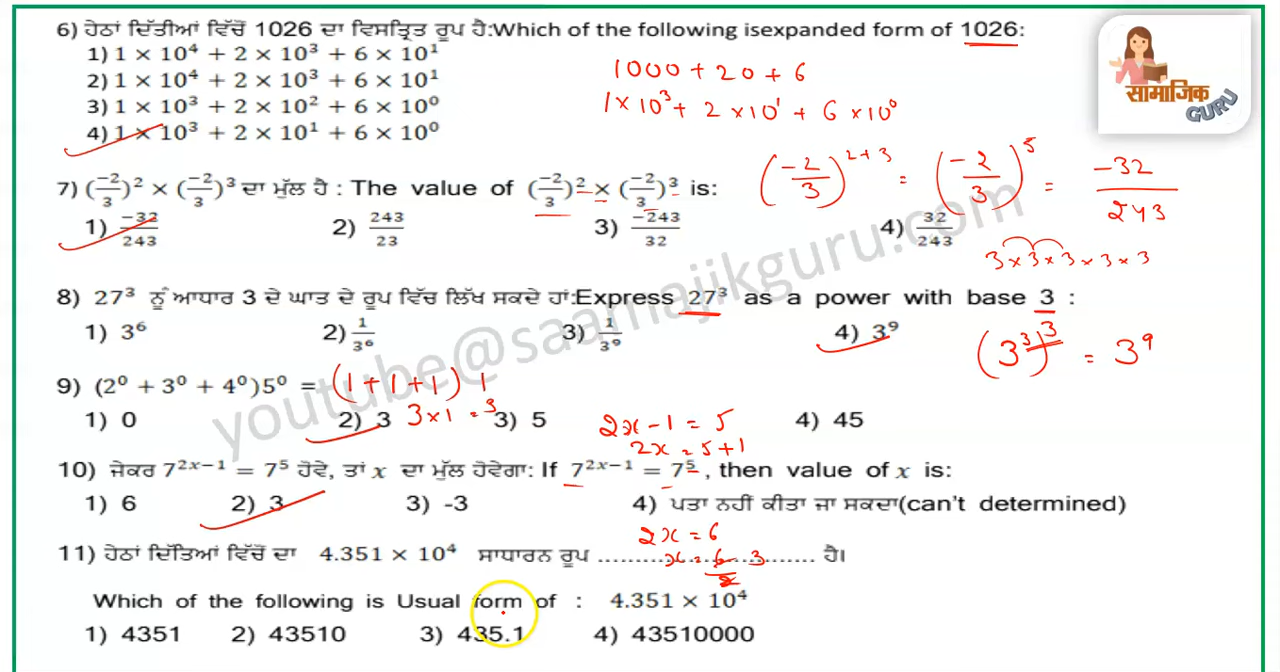 6) ਹੇਠਾਂ ਦਿੱਤੀਆਂ ਵਿੱਚੋਂ 1026 ਦਾ ਵਿਸਤ੍ਰਿਤ ਰੂਪ ਹੈ:Which of the following isexpanded form of 1026:
1) 1 × 10⁴ + 2 × 10³ + 6 × 10¹
2) 1 × 10⁴ + 2 × 10³ + 6 × 10¹
3) 1 × 10³ + 2 × 10² + 6 × 10⁰
4) 1 × 10³ + 2 × 10¹ + 6 × 10⁰
1000 + 20 + 6
1 × 10³ + 2 × 10¹ + 6 × 10⁰
सामाजिक
GURU
7) (-2/3)² × (-2/3)³ ਦਾ ਮੁੱਲ ਹੈ : The value of (-2/3)² × (-2/3)³ is:
(-2/3)²⁺³ = (-2/3)⁵ = -32/243
1) -32/243 2) 243/23 3) -243/32 4) 32/243
3 × 3 × 3 × 3 × 3
8) 27³ ਨੂੰ ਆਧਾਰ 3 ਦੇ ਘਾਤ ਦੇ ਰੂਪ ਵਿੱਚ ਲਿੱਖ ਸਕਦੇ ਹਾਂ:Express 27³ as a power with base 3 :
1) 3⁶ 2) 1/3⁶ 3) 1/3⁹ 4) 3⁹
(3³)³ = 3⁹
9) (2⁰ + 3⁰ + 4⁰)5⁰ = (1 + 1 + 1) 1
1) 0 2) 3 3 × 1 = 3 3) 5 4) 45
2x - 1 = 5
2x = 5 + 1
10) ਜੇਕਰ 7²ˣ⁻¹ = 7⁵ ਹੋਵੇ, ਤਾਂ x ਦਾ ਮੁੱਲ ਹੋਵੇਗਾ: If 7²ˣ⁻¹ = 7⁵, then value of x is:
1) 6 2) 3 3) -3 4) ਪਤਾ ਨਹੀਂ ਕੀਤਾ ਜਾ ਸਕਦਾ(can't determined)
2x = 6
x = 6/2 3
11) ਹੇਠਾਂ ਦਿੱਤਿਆਂ ਵਿੱਚੋਂ ਦਾ 4.351 × 10⁴ ਸਾਧਾਰਨ ਰੂਪ .................................. ਹੈ।
Which of the following is Usual form of : 4.351 × 10⁴
1) 4351 2) 43510 3) 435.1 4) 43510000
youtube@saamajikguru.com